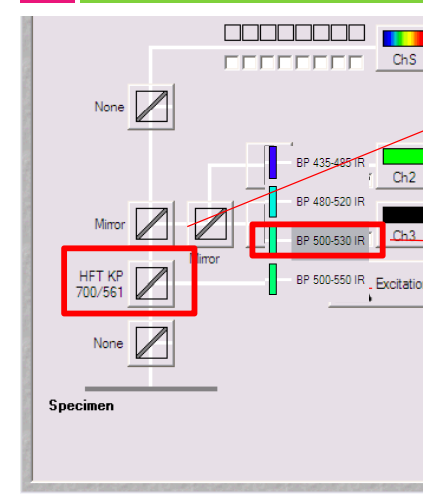 ChS
None
BP 435-485 IR
Ch2
BP 480-520 IR
Mirror
BP 500-530 IR
Ch3
Mirror
HFT KP
700/561
BP 500-550 IR
Excitatio
None
Specimen